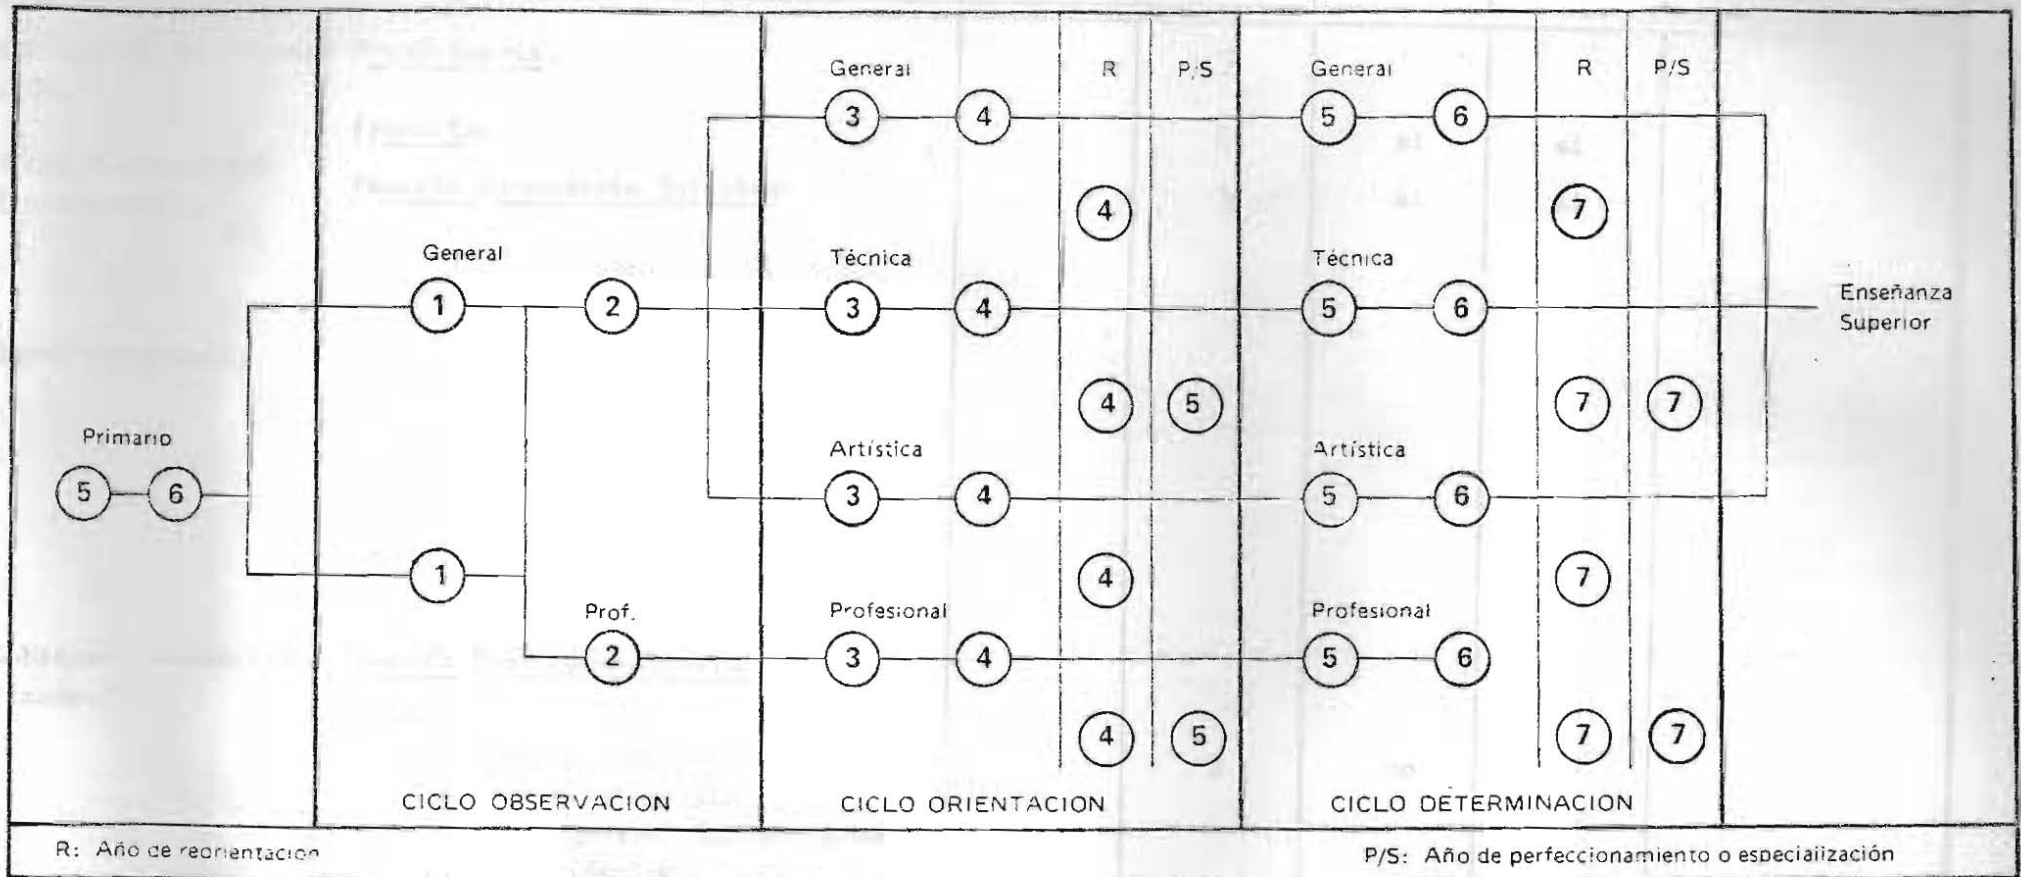 General R P/S General R P/S
3 4 5 6
4 7
General Técnica Técnica
1 2 3 4 5 6 Enseñanza
Superior
4 5 7 7
Primario Artística Artística
5 6 3 4 5 6
1 4 7
Prof. Profesional Profesional
2 3 4 5 6
4 5 7 7
CICLO OBSERVACION CICLO ORIENTACION CICLO DETERMINACION
R: Año de reorientacion P/S: Año de perfeccionamiento o especialización